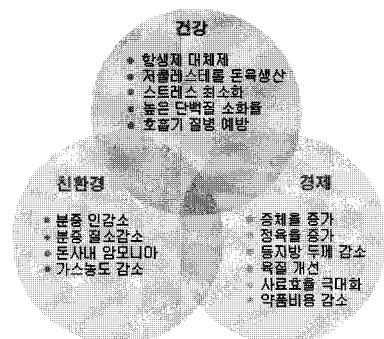 건강
• 항생제 대체제
• 저콜레스테롤 돈육생산
• 스트레스 최소화
• 높은 단백질 소화율
• 호흡기 질병 예방
친환경
• 분중 인감소
• 분중 질소감소
• 돈사내 암모니아
• 가스농도 감소
경제
• 증체율 증가
• 정육율 증가
• 등지방 두께 감소
• 육질 개선
• 사료효율 극대화
• 약품비용 감소